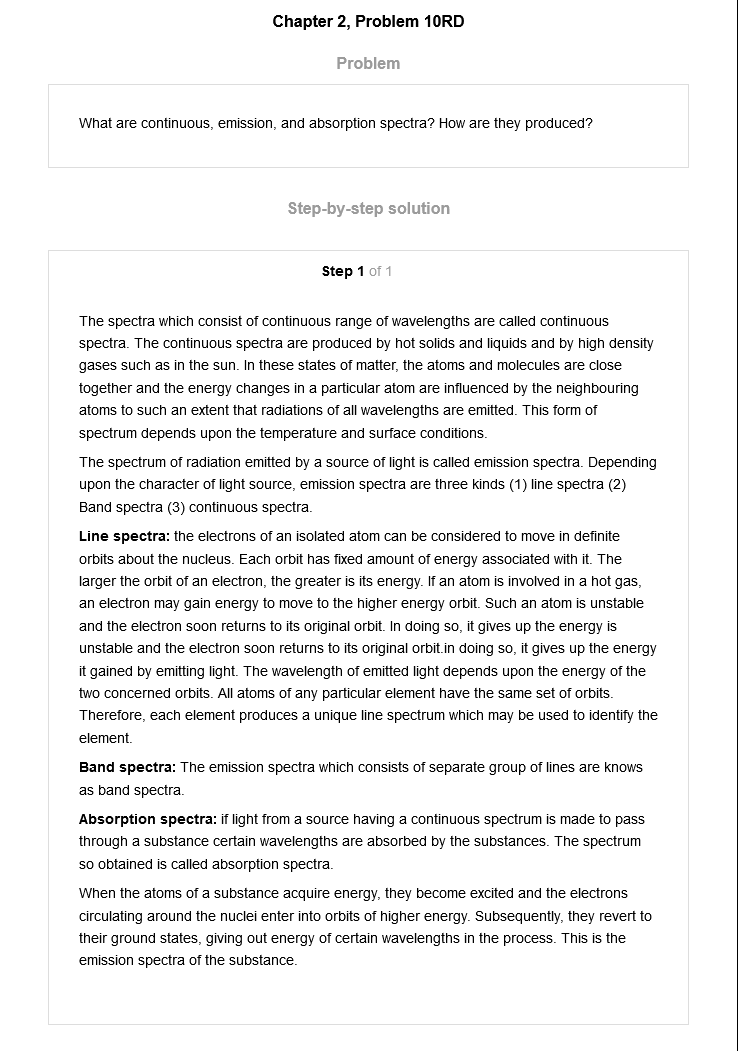 Chapter 2, Problem 10RD
Problem
What are continuous, emission, and absorption spectra? How are they produced?
Step-by-step solution
Step 1 of 1
The spectra which consist of continuous range of wavelengths are called continuous
spectra. The continuous spectra are produced by hot solids and liquids and by high density
gases such as in the sun. In these states of matter, the atoms and molecules are close
together and the energy changes in a particular atom are influenced by the neighbouring
atoms to such an extent that radiations of all wavelengths are emitted. This form of
spectrum depends upon the temperature and surface conditions.
The spectrum of radiation emitted by a source of light is called emission spectra. Depending
upon the character of light source, emission spectra are three kinds (1) line spectra (2)
Band spectra (3) continuous spectra.
Line spectra: the electrons of an isolated atom can be considered to move in definite
orbits about the nucleus. Each orbit has fixed amount of energy associated with it. The
larger the orbit of an electron, the greater is its energy. If an atom is involved in a hot gas,
an electron may gain energy to move to the higher energy orbit. Such an atom is unstable
and the electron soon returns to its original orbit. In doing so, it gives up the energy is
unstable and the electron soon returns to its original orbit.in doing so, it gives up the energy
it gained by emitting light. The wavelength of emitted light depends upon the energy of the
two concerned orbits. All atoms of any particular element have the same set of orbits.
Therefore, each element produces a unique line spectrum which may be used to identify the
element.
Band spectra: The emission spectra which consists of separate group of lines are knows
as band spectra.
Absorption spectra: if light from a source having a continuous spectrum is made to pass
through a substance certain wavelengths are absorbed by the substances. The spectrum
so obtained is called absorption spectra.
When the atoms of a substance acquire energy, they become excited and the electrons
circulating around the nuclei enter into orbits of higher energy. Subsequently, they revert to
their ground states, giving out energy of certain wavelengths in the process. This is the
emission spectra of the substance.